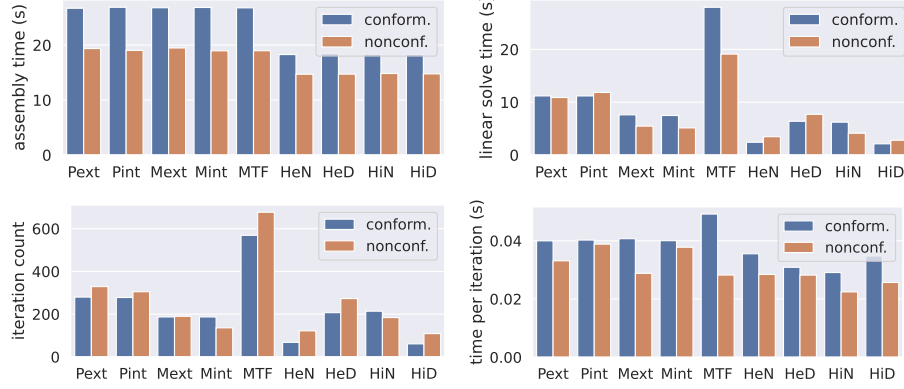 assembly time (s)
20
10
0
conform.
nonconf.
Pext Pint Mext Mint MTF HeN HeD HiN HiD
linear solve time (s)
20
10
0
conform.
nonconf.
Pext Pint Mext Mint MTF HeN HeD HiN HiD
iteration count
600
400
200
0
conform.
nonconf.
Pext Pint Mext Mint MTF HeN HeD HiN HiD
time per iteration (s)
0.04
0.02
0.00
conform.
nonconf.
Pext Pint Mext Mint MTF HeN HeD HiN HiD